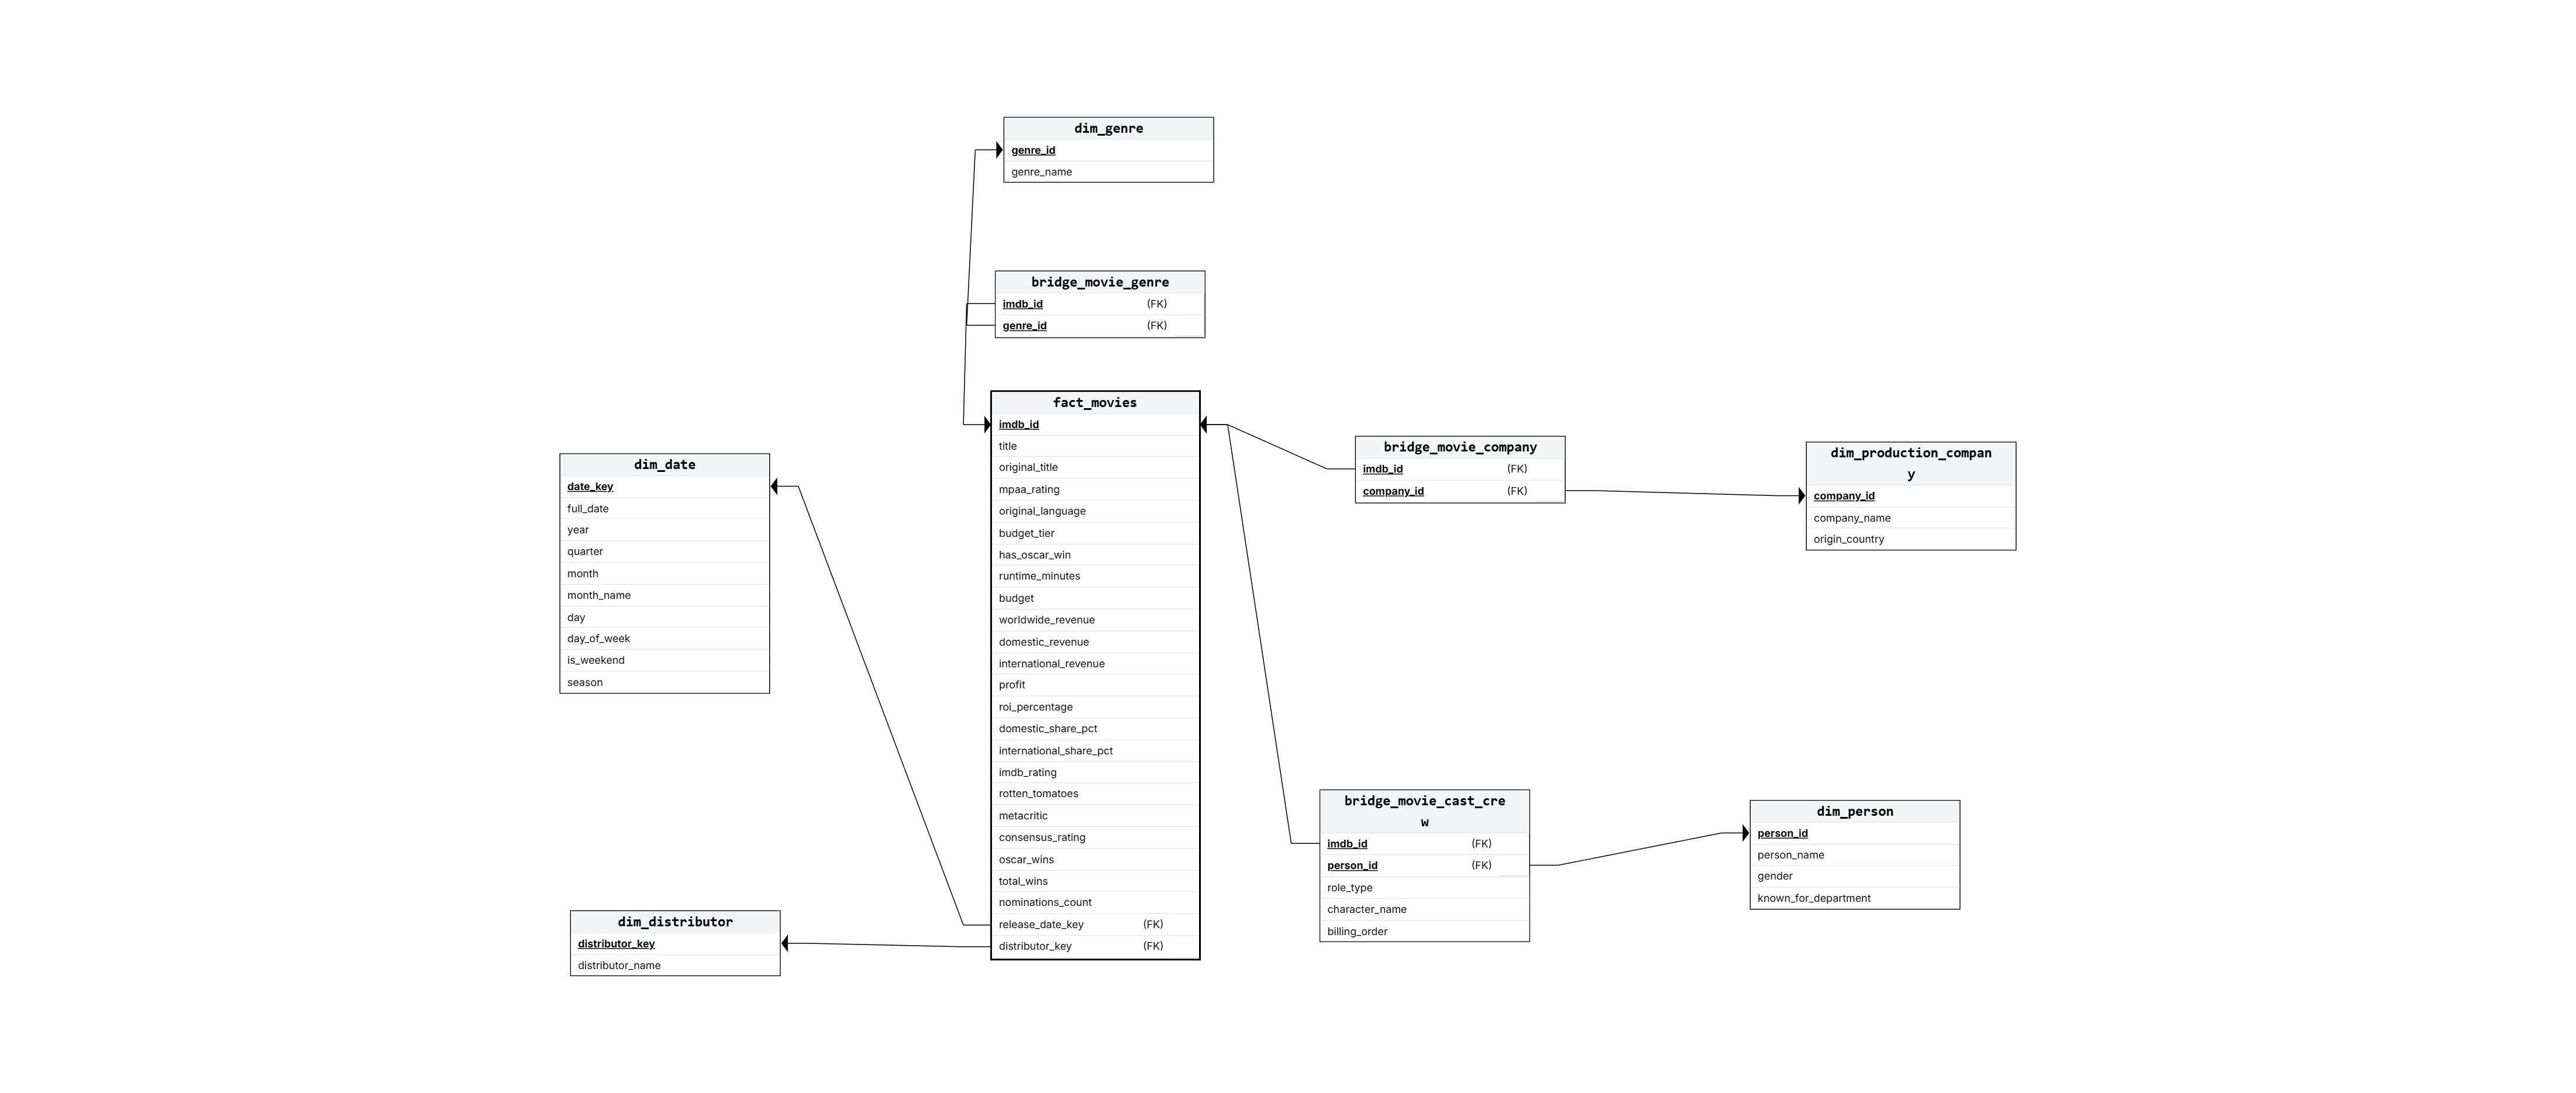 dim_genre
genre_id
genre_name
bridge_movie_genre
imdb_id (FK)
genre_id (FK)
fact_movies
imdb_id
title
original_title
mpaa_rating
original_language
budget_tier
has_oscar_win
runtime_minutes
budget
worldwide_revenue
domestic_revenue
international_revenue
profit
roi_percentage
domestic_share_pct
international_share_pct
imdb_rating
rotten_tomatoes
metacritic
consensus_rating
oscar_wins
total_wins
nominations_count
release_date_key (FK)
distributor_key (FK)
dim_date
date_key
full_date
year
quarter
month
month_name
day
day_of_week
is_weekend
season
dim_distributor
distributor_key
distributor_name
bridge_movie_company
imdb_id (FK)
company_id (FK)
dim_production_compan
y
company_id
company_name
origin_country
bridge_movie_cast_cre
w
imdb_id (FK)
person_id (FK)
role_type
character_name
billing_order
dim_person
person_id
person_name
gender
known_for_department